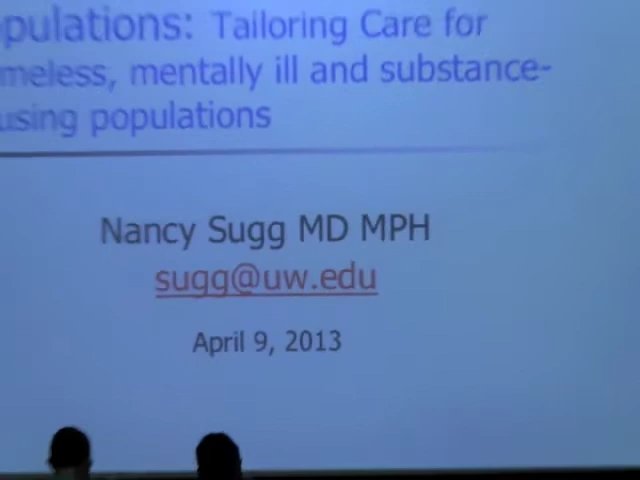 pulations: Tailoring Care for
meless, mentally ill and substance-
using populations
Nancy Sugg MD MPH
sugg@uw.edu
April 9, 2013